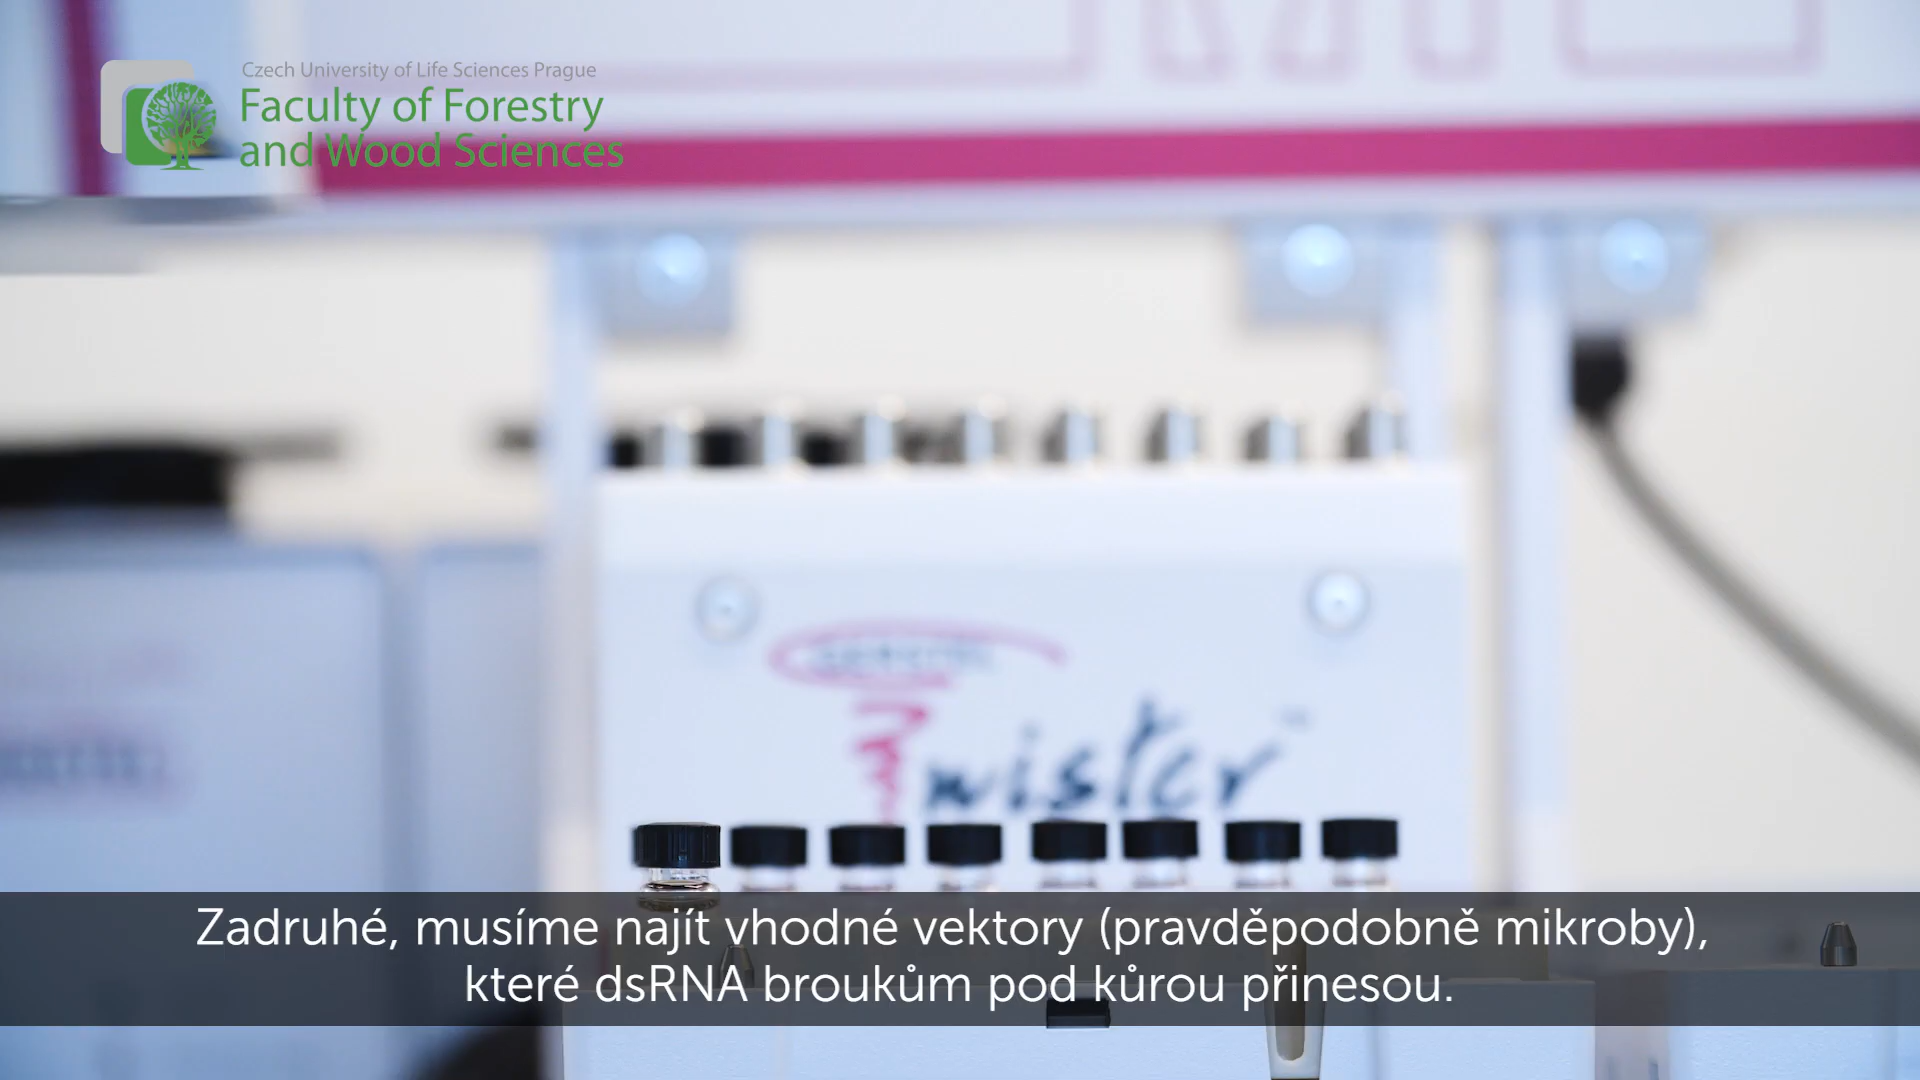 Czech University of Life Sciences Prague
Faculty of Forestry
and Wood Sciences
Twister
Zadruhé, musíme najít vhodné vektory (pravděpodobně mikroby),
které dsRNA broukům pod kůrou přinesou.